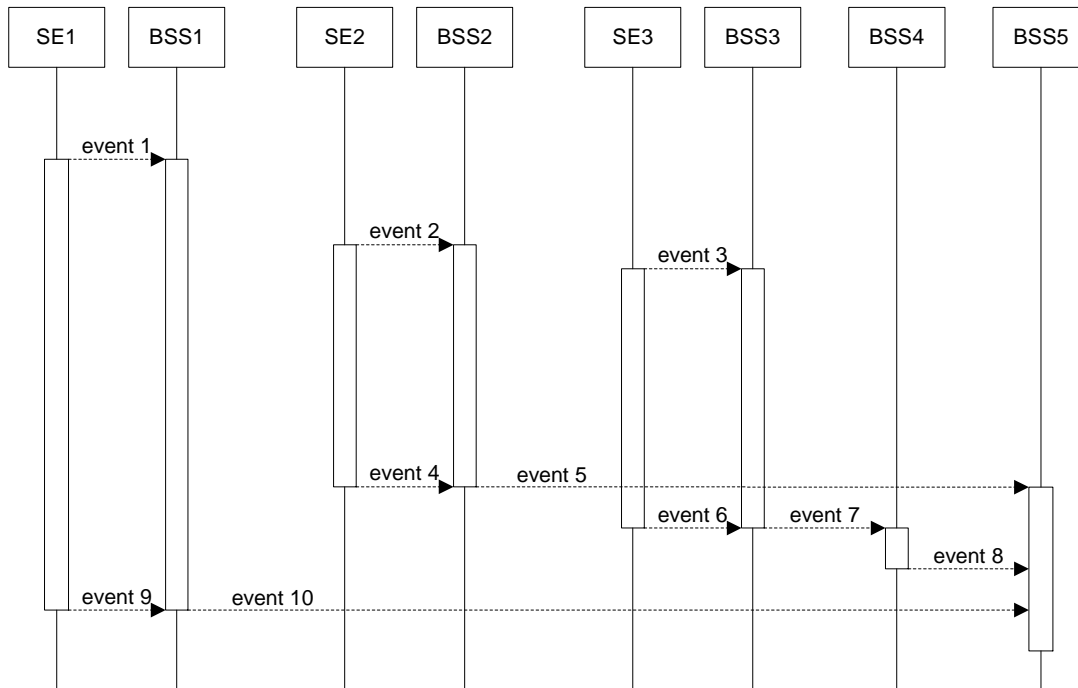 SE1
BSS1
SE2
BSS2
SE3
BSS3
BSS4
BSS5
event 1
event 2
event 3
event 4
event 5
event 6
event 7
event 8
event 9
event 10